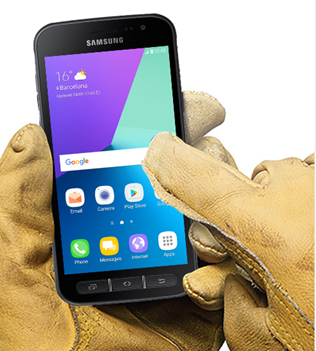 SAMSUNG
16°
Barcelona
Google
Email
Camera
Play Store
Phone
Messages
Internet
Apps